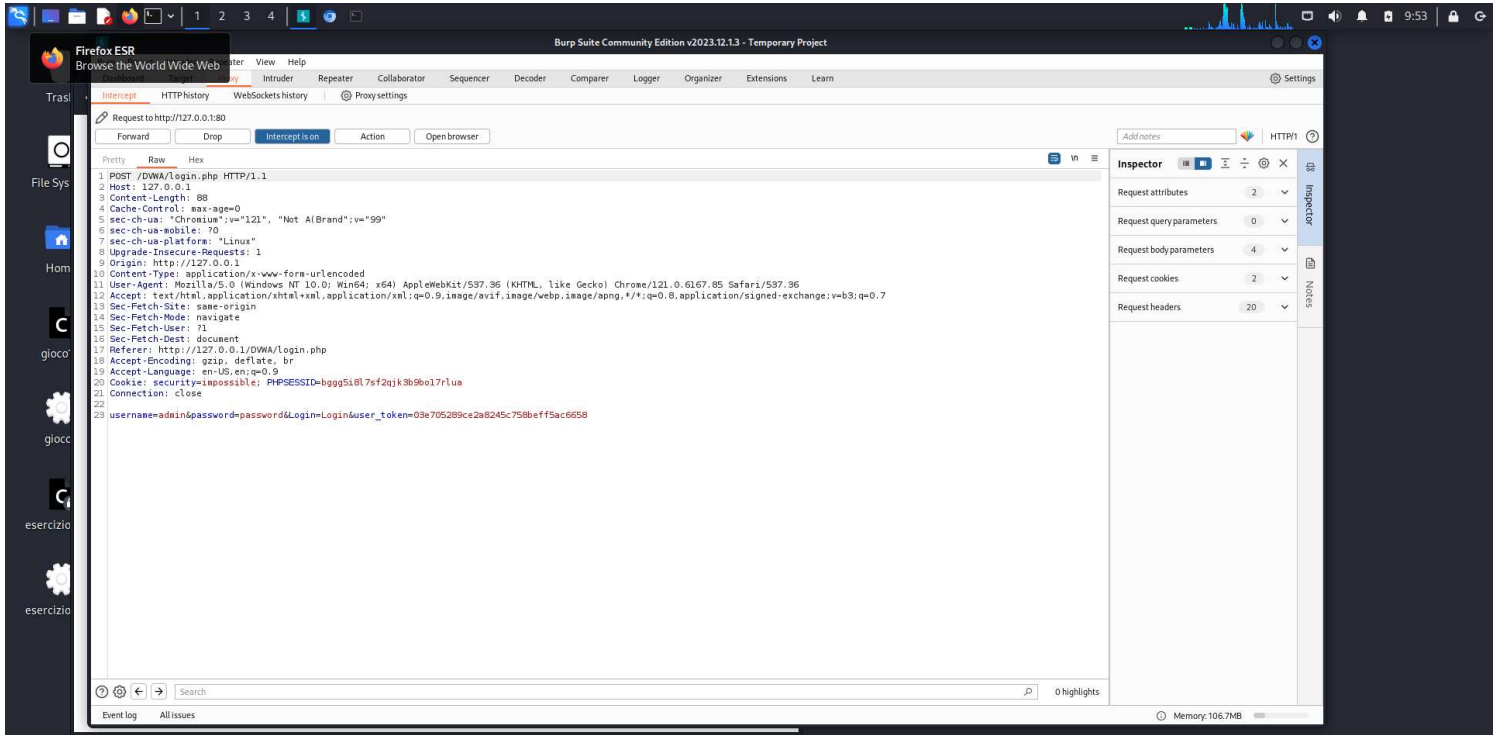 1 2 3 4
9:53
Firefox ESR
Browse the World Wide Web
Burp Suite Community Edition v2023.12.1.3 - Temporary Project
View Help
Intruder Repeater Collaborator Sequencer Decoder Comparer Logger Organizer Extensions Learn
Settings
Intercept HTTP history WebSockets history Proxy settings
Request to http://127.0.0.1:80
Forward Drop Intercept is on Action Open browser
Add notes
HTTP/1
Pretty Raw Hex
\n
1 POST /DVWA/login.php HTTP/1.1
2 Host: 127.0.0.1
3 Content-Length: 88
4 Cache-Control: max-age=0
5 sec-ch-ua: "Chromium";v="121", "Not A(Brand";v="99"
6 sec-ch-ua-mobile: ?0
7 sec-ch-ua-platform: "Linux"
8 Upgrade-Insecure-Requests: 1
9 Origin: http://127.0.0.1
10 Content-Type: application/x-www-form-urlencoded
11 User-Agent: Mozilla/5.0 (Windows NT 10.0; Win64; x64) AppleWebKit/537.36 (KHTML, like Gecko) Chrome/121.0.6167.85 Safari/537.36
12 Accept: text/html,application/xhtml+xml,application/xml;q=0.9,image/avif,image/webp,image/apng,*/*;q=0.8,application/signed-exchange;v=b3;q=0.7
13 Sec-Fetch-Site: same-origin
14 Sec-Fetch-Mode: navigate
15 Sec-Fetch-User: ?1
16 Sec-Fetch-Dest: document
17 Referer: http://127.0.0.1/DVWA/login.php
18 Accept-Encoding: gzip, deflate, br
19 Accept-Language: en-US,en;q=0.9
20 Cookie: security=impossible; PHPSESSID=bggg5i8l7sf2qjk3b9bo17rlua
21 Connection: close
22
23 username=admin&password=password&Login=Login&user_token=03e705289ce2a8245c758beff5ac6658
Inspector
Request attributes 2
Request query parameters 0
Request body parameters 4
Request cookies 2
Request headers 20
Inspector
Notes
Tras
File Sys
Hom
gioco
gioco
esercizio
esercizio
Search
0 highlights
Event log All issues
Memory: 106.7MB